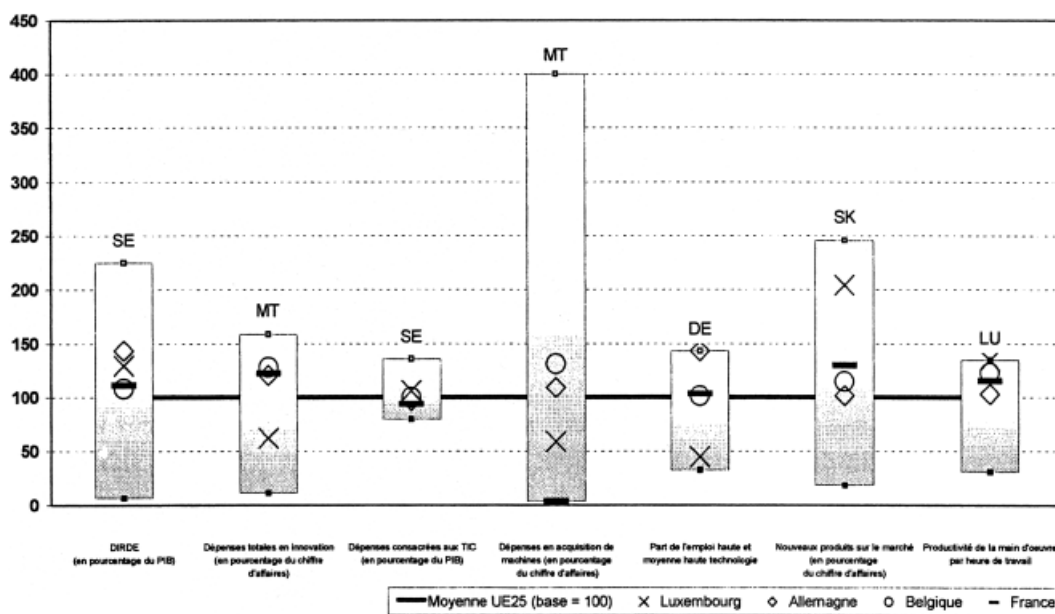 450
400
350
300
250
200
150
100
50
0
SE
MT
SE
MT
DE
SK
LU
DIRDE
(en pourcentage du PIB)
Dépenses totales en innovation
(en pourcentage du chiffre
d'affaires)
Dépenses consacrées aux TIC
(en pourcentage du PIB)
Dépenses en acquisition de
machines (en pourcentage
du chiffre d'affaires)
Part de l'emploi haute et
moyenne haute technologie
Nouveaux produits sur le marché
(en pourcentage
du chiffre d'affaires)
Productivité de la main d'oeuvre
par heure de travail
Moyenne UE25 (base = 100) Luxembourg Allemagne Belgique France